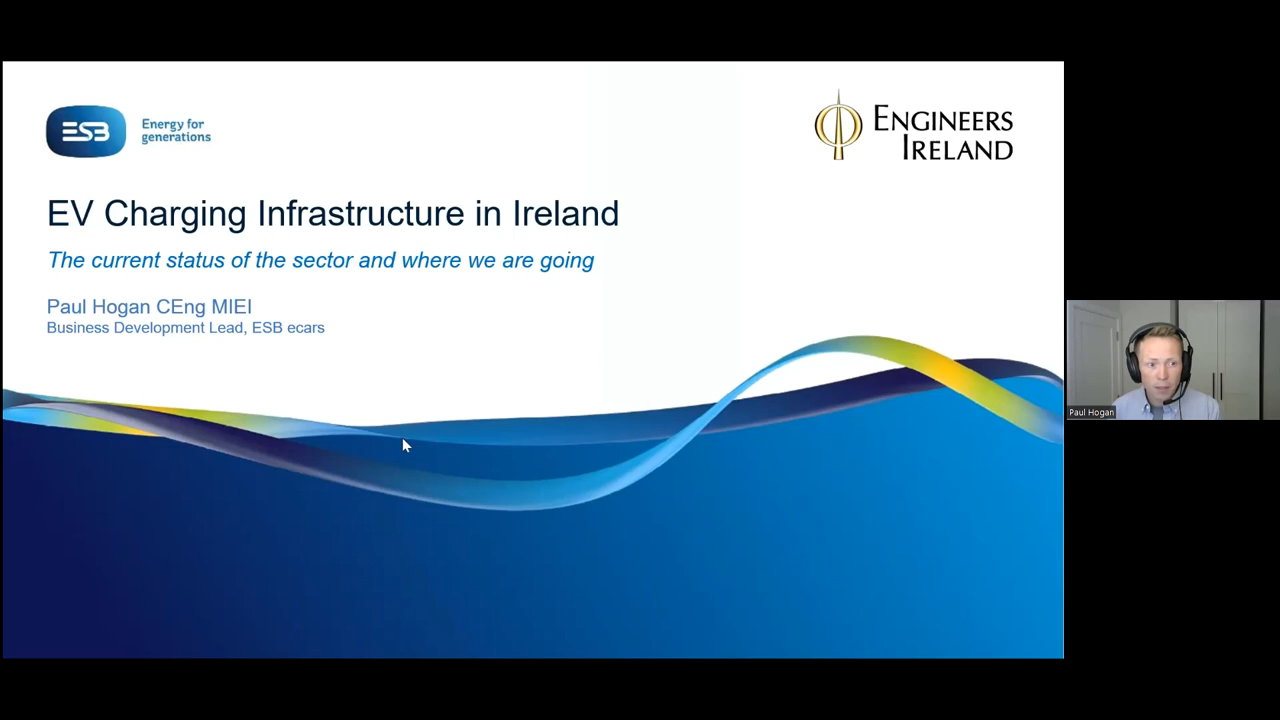 ESB
Energy for
generations
ENGINEERS
IRELAND
EV Charging Infrastructure in Ireland
The current status of the sector and where we are going
Paul Hogan CEng MIEI
Business Development Lead, ESB ecars
Paul Hogan